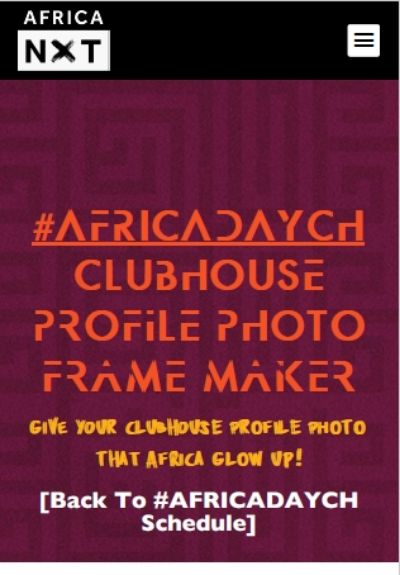 AFRICA
NXT
#AFRICADAYCH
CLUBHOUSE
PROFiLE PHOTO
FRAME MAKER
GIVE YOUR CLUBHOUSE PROFILE PHOTO
THAT AFRICA GLOW UP!
[Back To #AFRICADAYCH
Schedule]